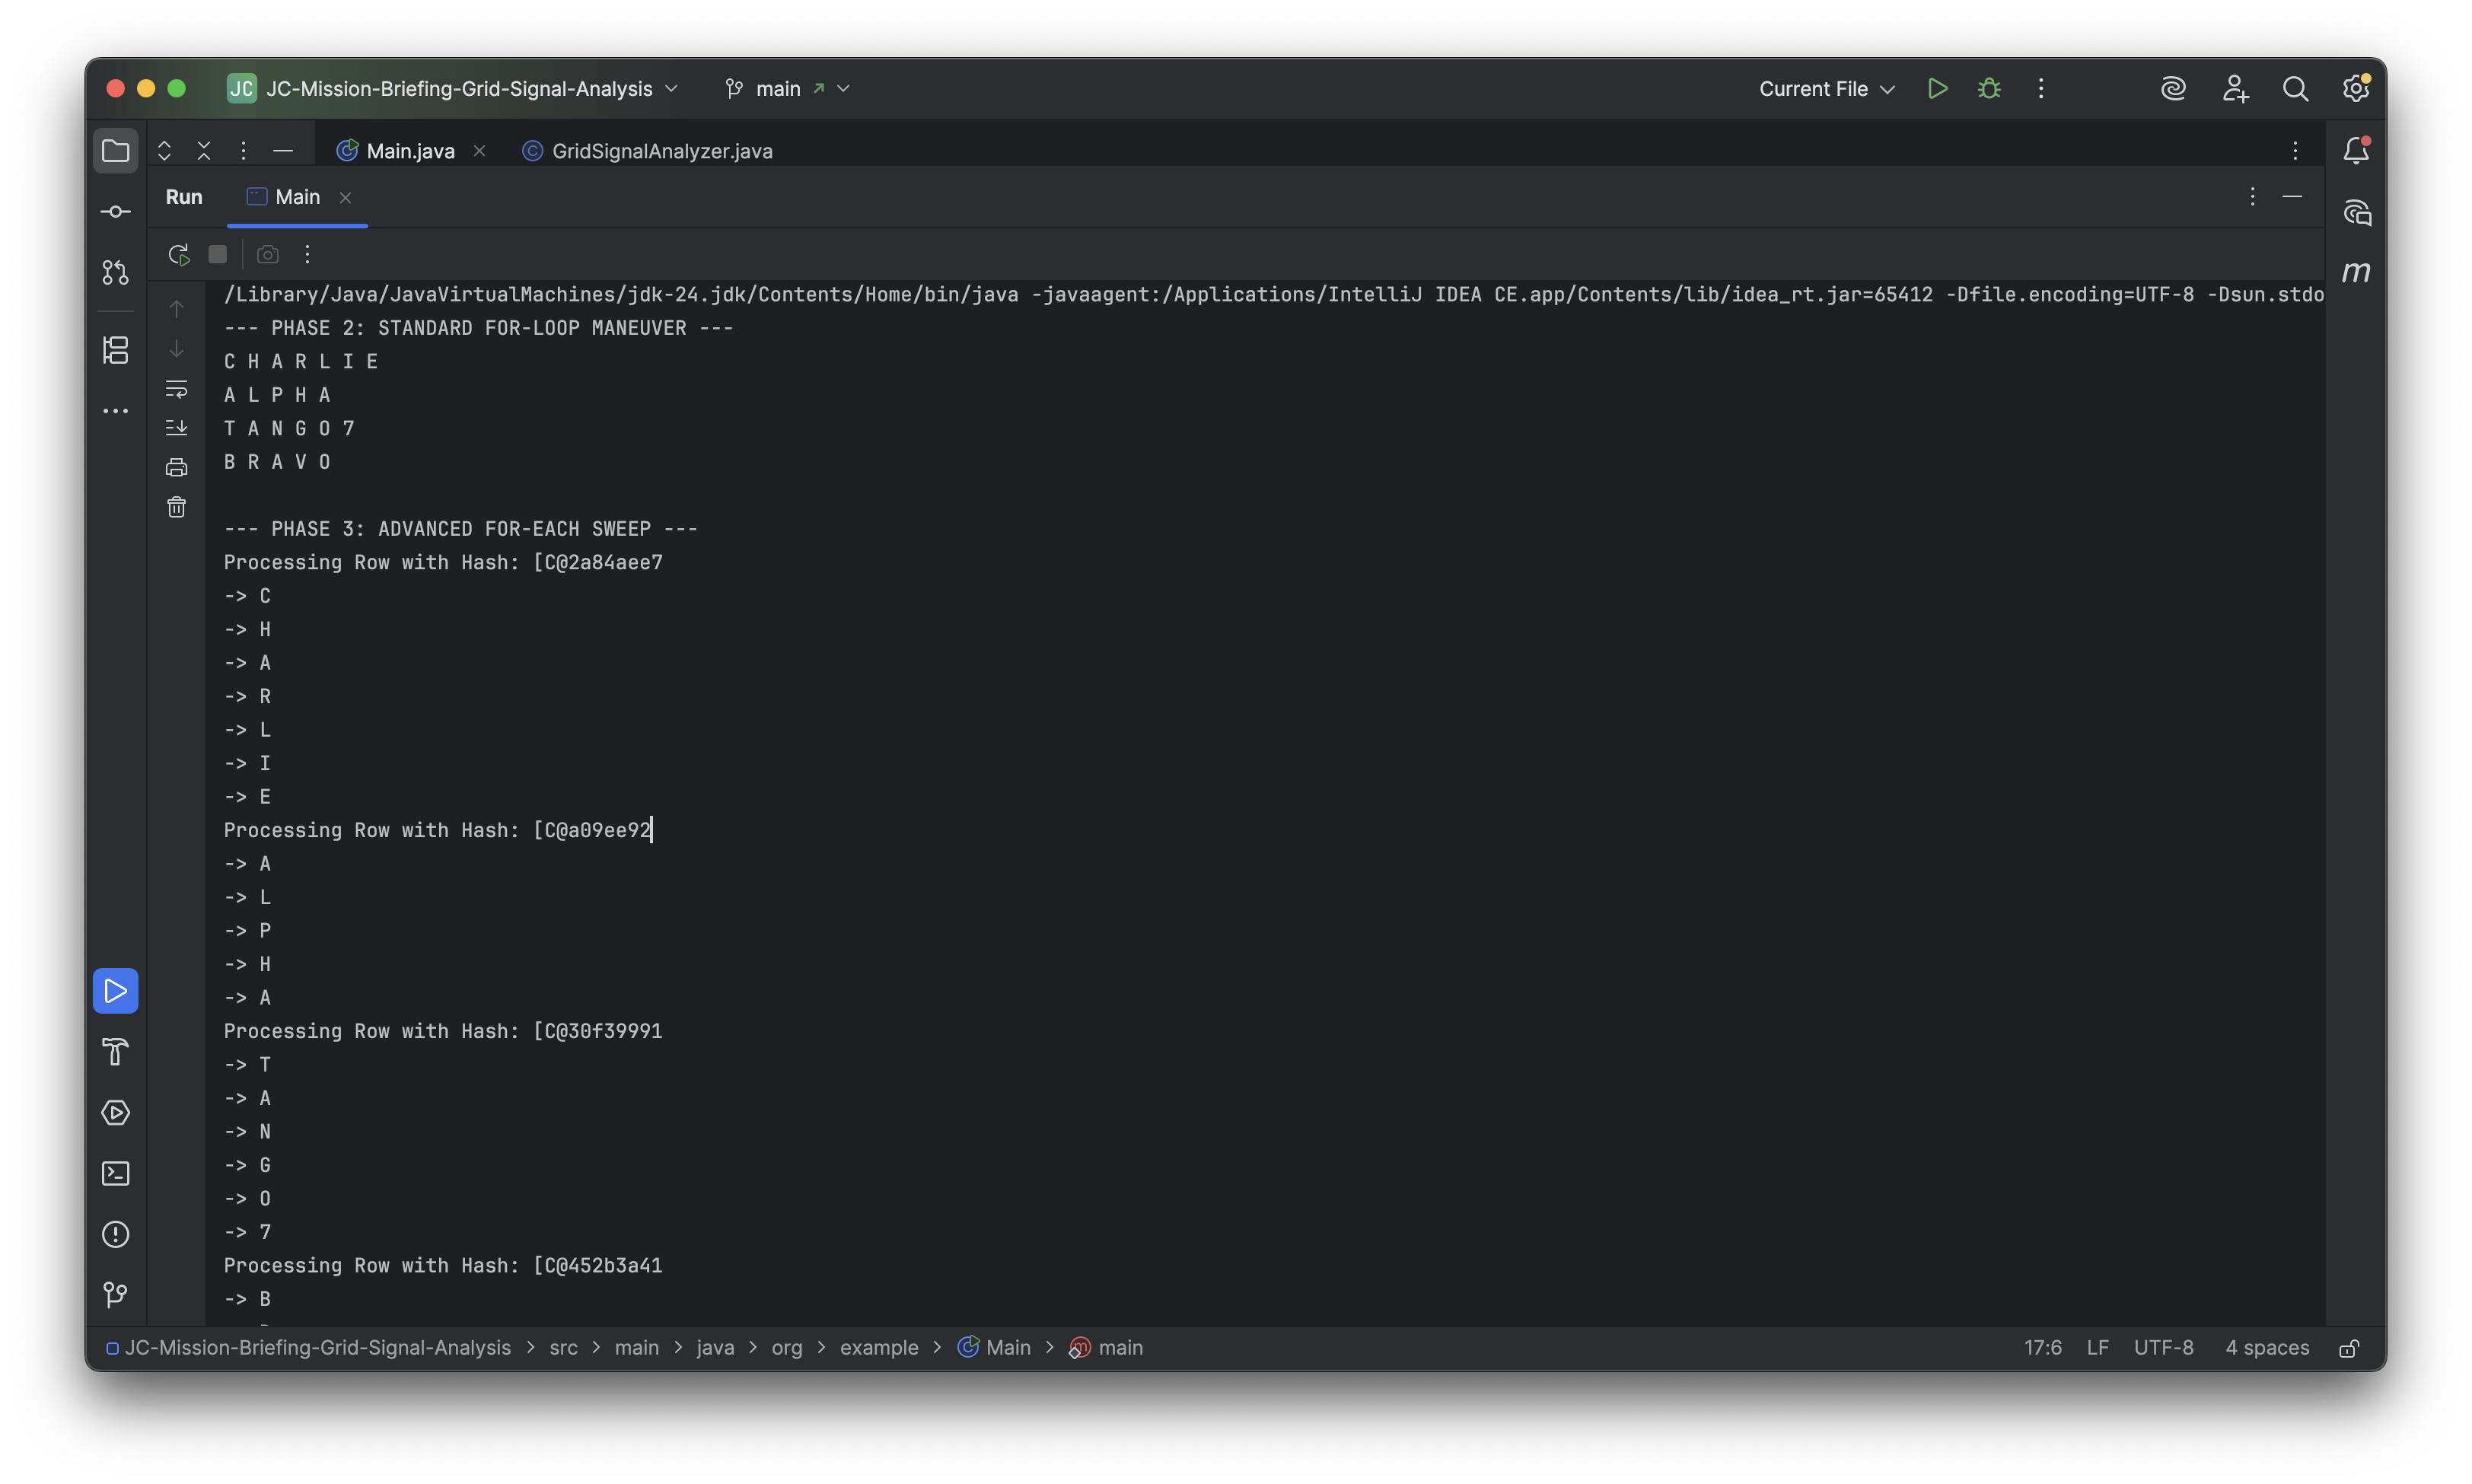 JC JC-Mission-Briefing-Grid-Signal-Analysis main Current File
Main.java GridSignalAnalyzer.java
Run Main
/Library/Java/JavaVirtualMachines/jdk-24.jdk/Contents/Home/bin/java -javaagent:/Applications/IntelliJ IDEA CE.app/Contents/lib/idea_rt.jar=65412 -Dfile.encoding=UTF-8 -Dsun.stdo
--- PHASE 2: STANDARD FOR-LOOP MANEUVER ---
C H A R L I E
A L P H A
T A N G O 7
B R A V O
--- PHASE 3: ADVANCED FOR-EACH SWEEP ---
Processing Row with Hash: [C@2a84aee7
-> C
-> H
-> A
-> R
-> L
-> I
-> E
Processing Row with Hash: [C@a09ee92
-> A
-> L
-> P
-> H
-> A
Processing Row with Hash: [C@30f39991
-> T
-> A
-> N
-> G
-> O
-> 7
Processing Row with Hash: [C@452b3a41
-> B
JC-Mission-Briefing-Grid-Signal-Analysis > src > main > java > org > example > Main > main 17:6 LF UTF-8 4 spaces